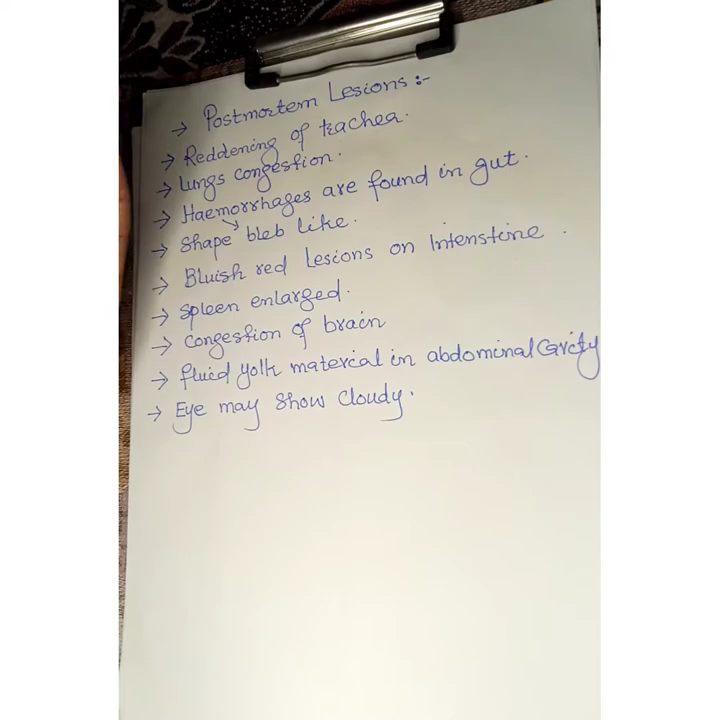 → Postmortem Lesions :-
→ Reddening of trachea.
→ Lungs congestion.
→ Haemorrhages are found in gut.
→ Shape → bleb like.
→ Bluish red Lesions on Intenstine.
→ Spleen enlarged.
→ Congestion of brain
→ fluid yolk material in abdominal Cavity
→ Eye may Show Cloudy.